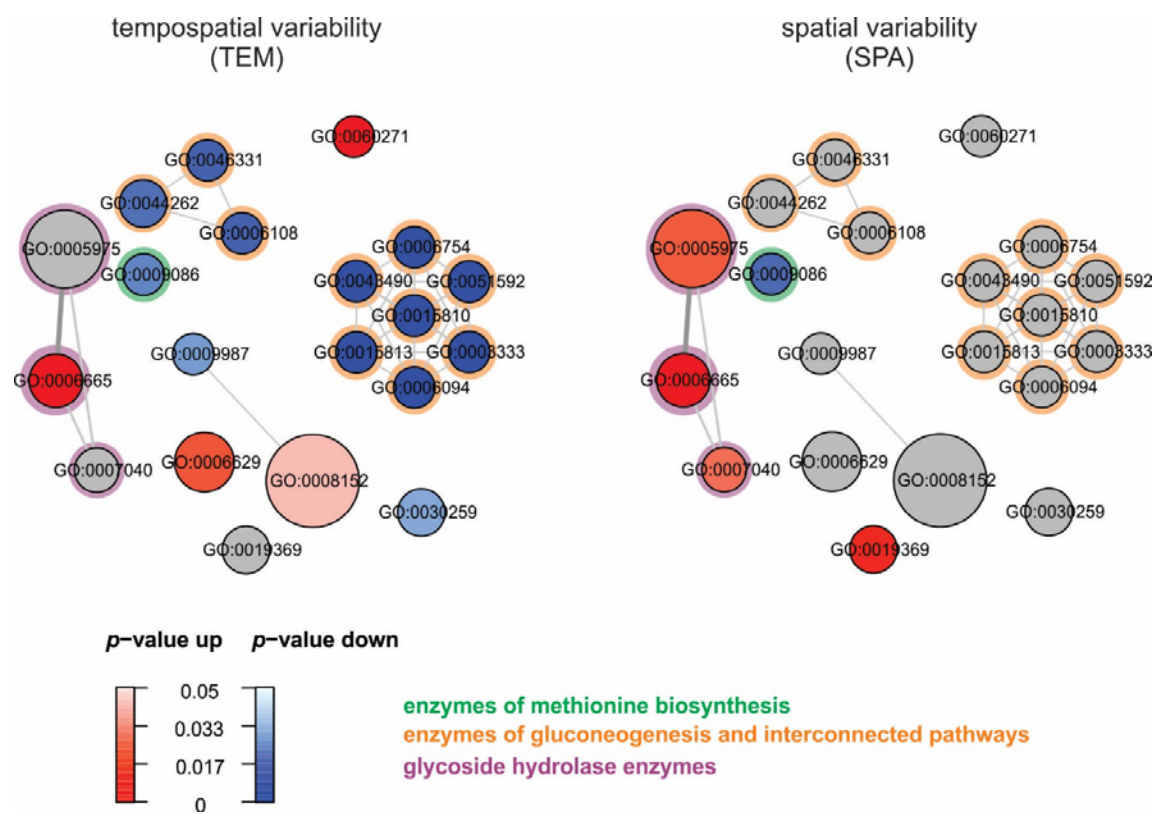 tempospatial variability
(TEM)
spatial variability
(SPA)
GO:0060271
GO:0046331
GO:0044262
GO:0006108
GO:0005975
GO:0009086
GO:0006754
GO:0043490
GO:0051592
GO:0015810
GO:0015813
GO:0003333
GO:0006094
GO:0009987
GO:0006665
GO:0007040
GO:0006629
GO:0008152
GO:0030259
GO:0019369
GO:0060271
GO:0046331
GO:0044262
GO:0006108
GO:0005975
GO:0009086
GO:0006754
GO:0043490
GO:0051592
GO:0015810
GO:0015813
GO:0003333
GO:0006094
GO:0009987
GO:0006665
GO:0007040
GO:0006629
GO:0008152
GO:0030259
GO:0019369
p−value up
p−value down
0.05
0.033
0.017
0
enzymes of methionine biosynthesis
enzymes of gluconeogenesis and interconnected pathways
glycoside hydrolase enzymes